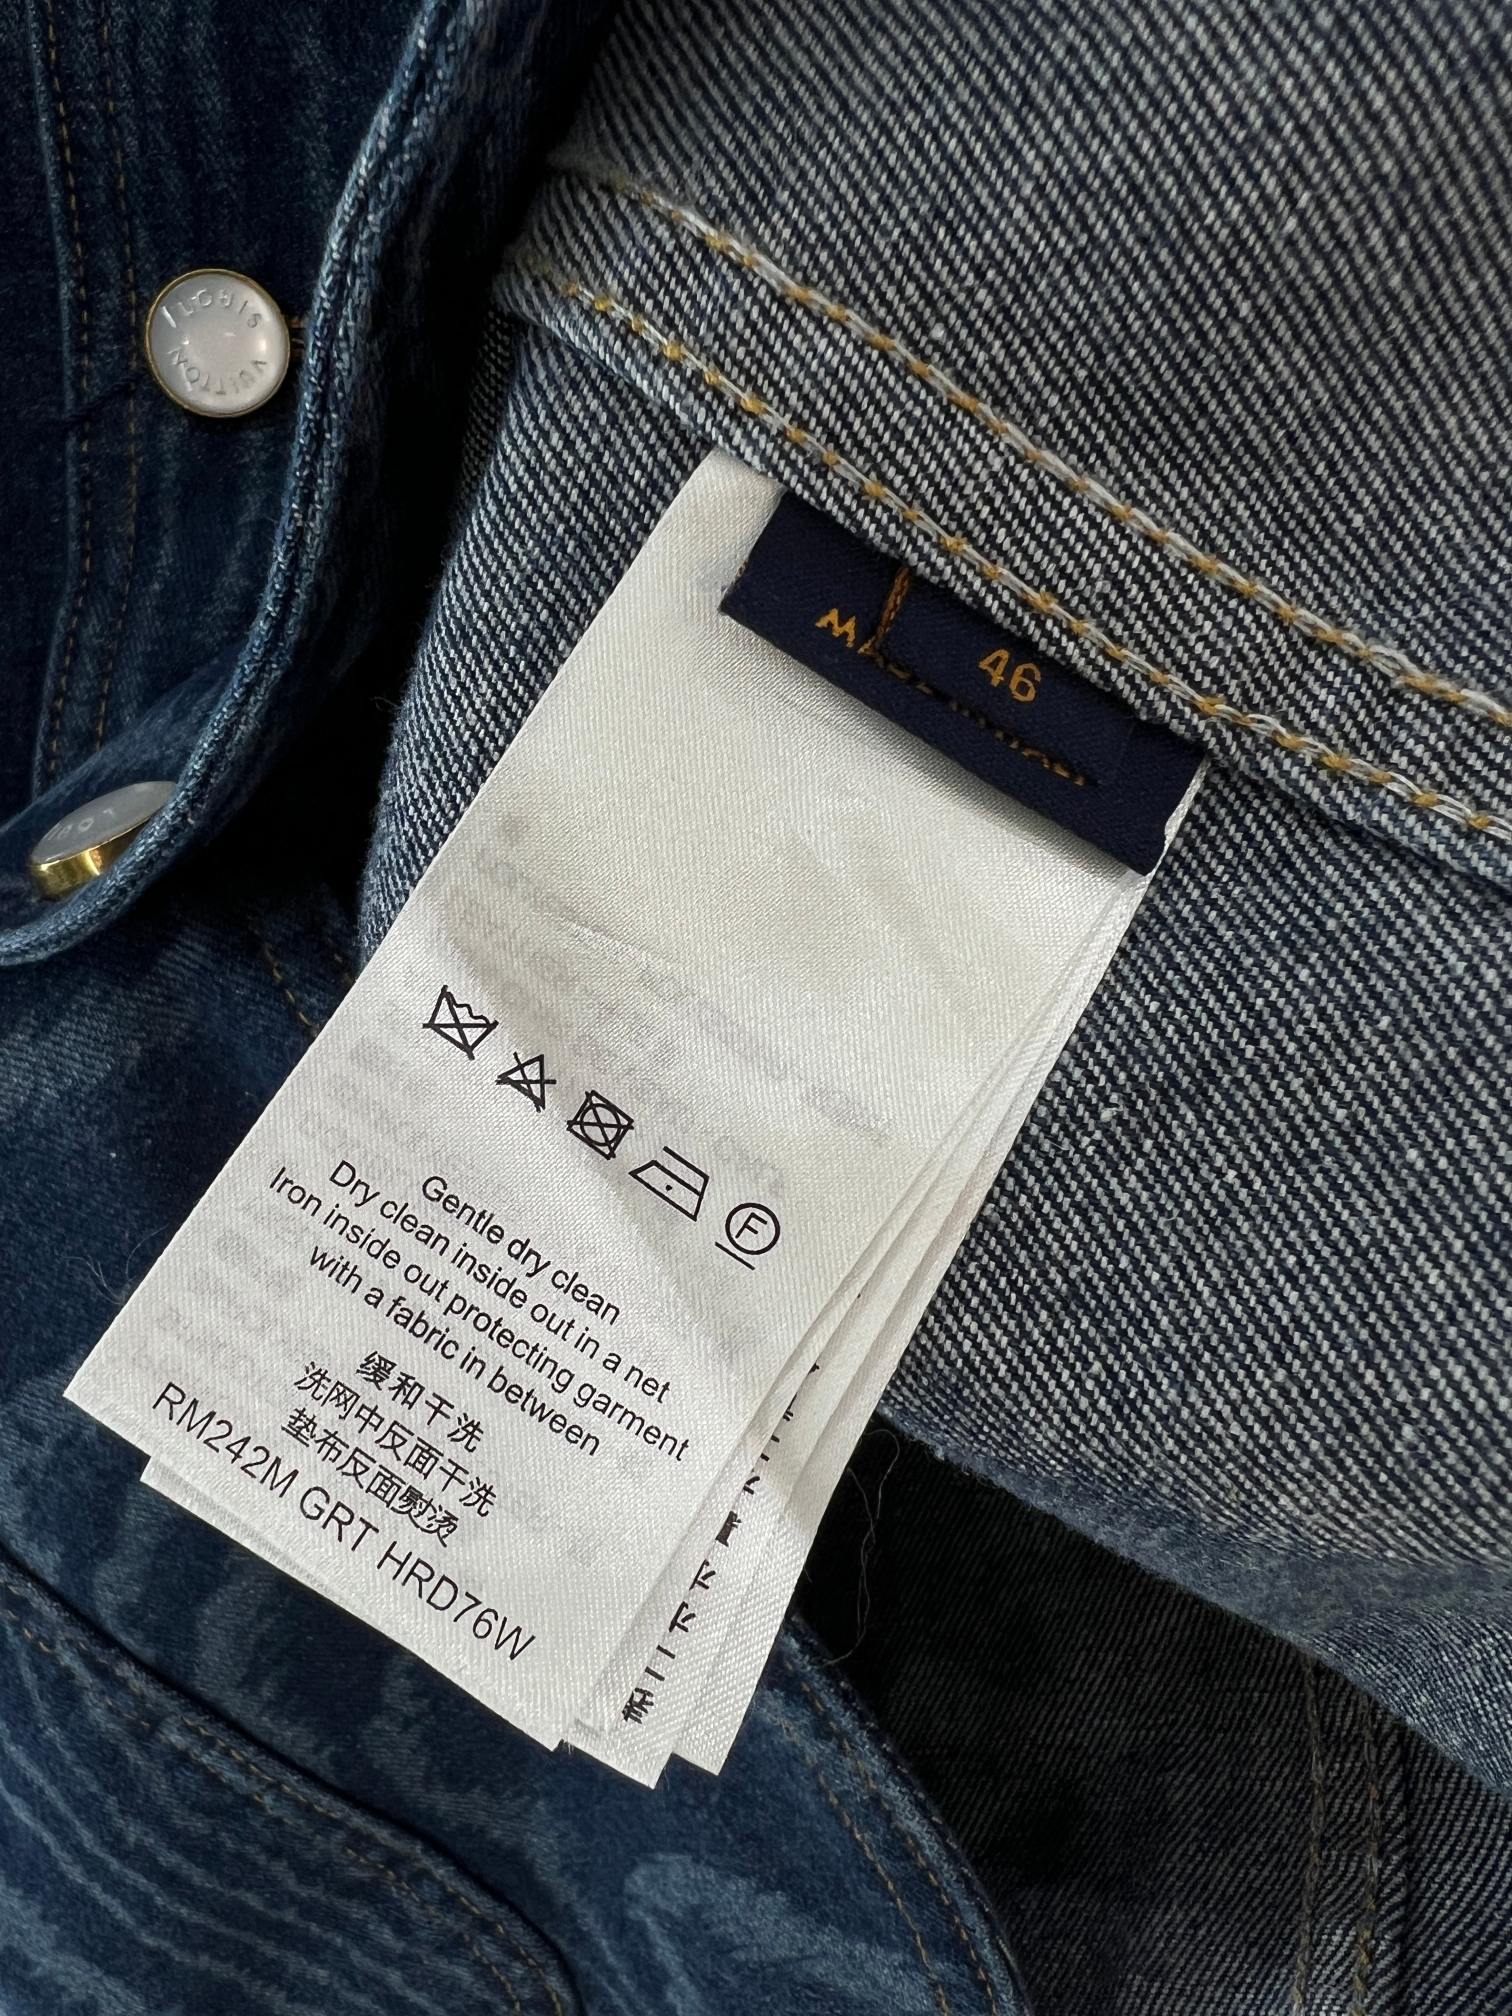 LOUIS VUITTON
46
F
Gentle dry clean
Dry clean inside out in a net
Iron inside out protecting garment
with a fabric in between
缓和干洗
洗网中反面干洗
垫布反面熨烫
RM242M GRT HRD76W